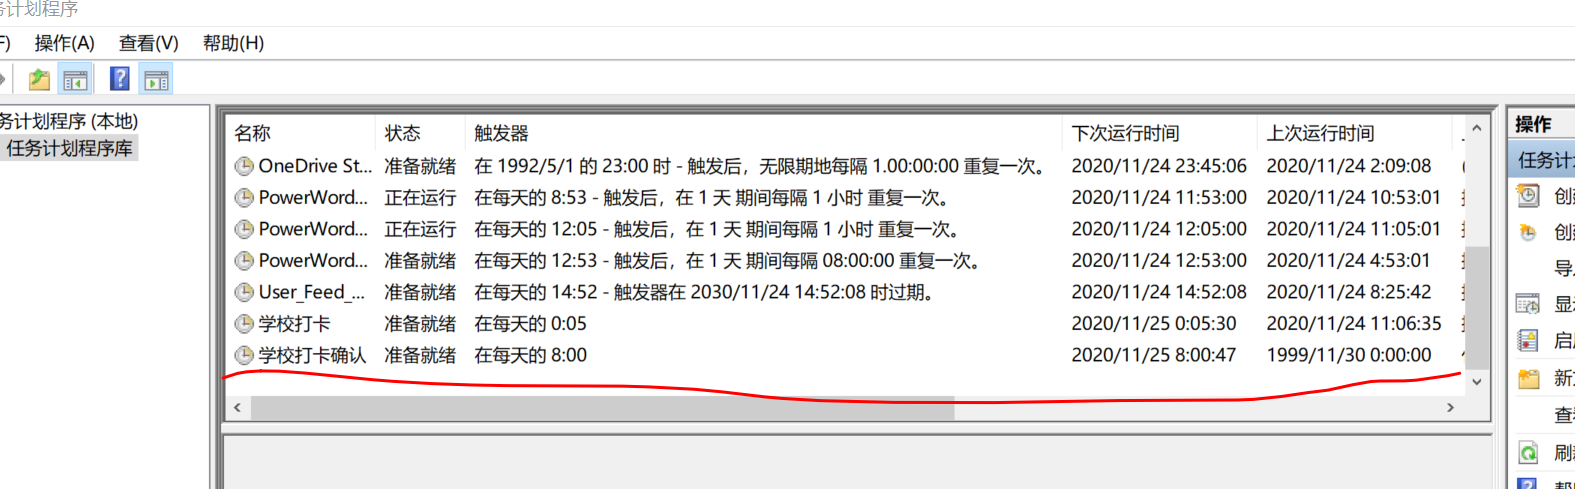 务计划程序
F) 操作(A) 查看(V) 帮助(H)
务计划程序 (本地)
任务计划程序库
名称 状态 触发器 下次运行时间 上次运行时间
OneDrive St... 准备就绪 在 1992/5/1 的 23:00 时 - 触发后，无限期地每隔 1.00:00:00 重复一次。 2020/11/24 23:45:06 2020/11/24 2:09:08
PowerWord... 正在运行 在每天的 8:53 - 触发后，在 1 天 期间每隔 1 小时 重复一次。 2020/11/24 11:53:00 2020/11/24 10:53:01
PowerWord... 正在运行 在每天的 12:05 - 触发后，在 1 天 期间每隔 1 小时 重复一次。 2020/11/24 12:05:00 2020/11/24 11:05:01
PowerWord... 准备就绪 在每天的 12:53 - 触发后，在 1 天 期间每隔 08:00:00 重复一次。 2020/11/24 12:53:00 2020/11/24 4:53:01
User_Feed_... 准备就绪 在每天的 14:52 - 触发器在 2030/11/24 14:52:08 时过期。 2020/11/24 14:52:08 2020/11/24 8:25:42
学校打卡 准备就绪 在每天的 0:05 2020/11/25 0:05:30 2020/11/24 11:06:35
学校打卡确认 准备就绪 在每天的 8:00 2020/11/25 8:00:47 1999/11/30 0:00:00
操作
任务计
创
创
导
显
启
新
查
刷